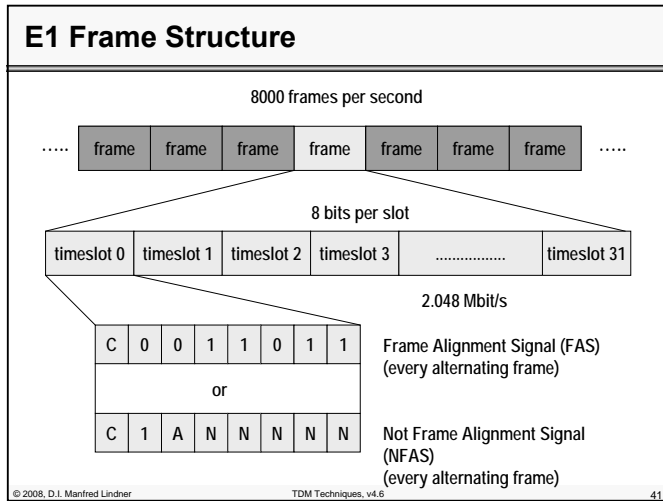 E1 Frame Structure
8000 frames per second
..... frame frame frame frame frame frame frame .....
8 bits per slot
timeslot 0 timeslot 1 timeslot 2 timeslot 3 ................. timeslot 31
2.048 Mbit/s
C 0 0 1 1 0 1 1 Frame Alignment Signal (FAS)
(every alternating frame)
or
C 1 A N N N N N Not Frame Alignment Signal
(NFAS)
(every alternating frame)
© 2008, D.I. Manfred Lindner TDM Techniques, v4.6 41